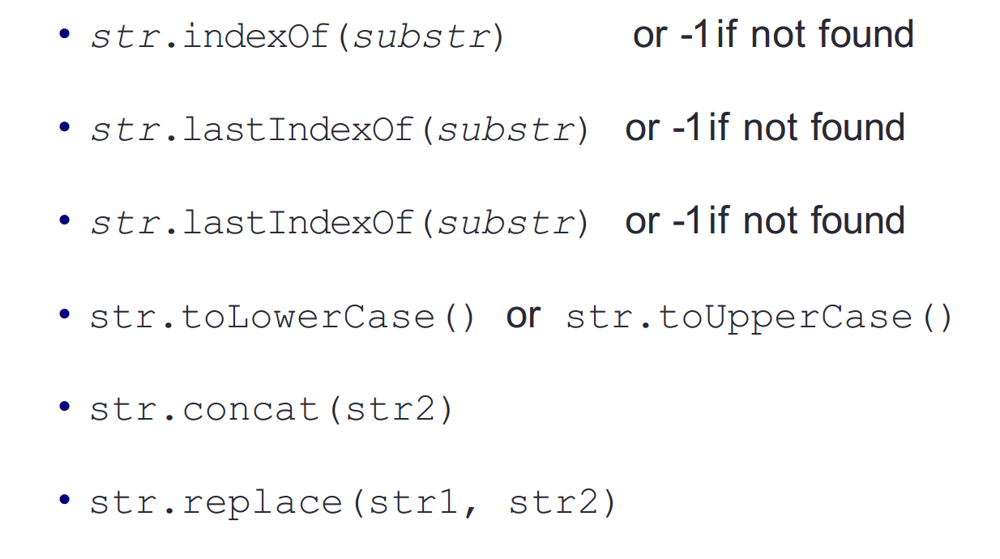 • str.indexOf(substr) or -1 if not found
• str.lastIndexOf(substr) or -1 if not found
• str.lastIndexOf(substr) or -1 if not found
• str.toLowerCase() or str.toUpperCase()
• str.concat(str2)
• str.replace(str1, str2)